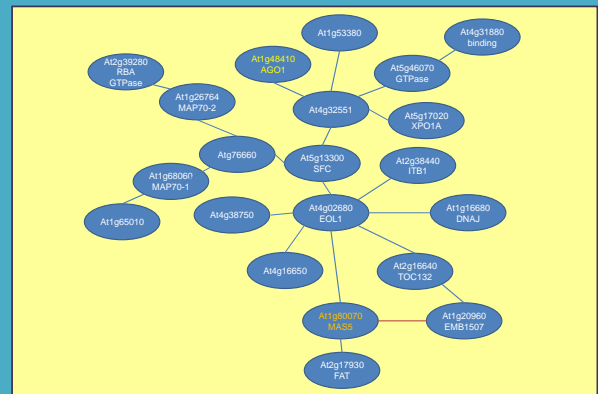 At1g53380
At4g31880
binding
At1g48410
AGO1
At2g39280
RBA
GTPase
At5g46070
GTPase
At1g26764
MAP70-2
At4g32551
At5g17020
XPO1A
Atg76660
At5g13300
SFC
At2g38440
ITB1
At1g68060
MAP70-1
At1g65010
At4g38750
At4g02680
EOL1
At1g16680
DNAJ
At4g16650
At2g16640
TOC132
At1g80070
MAS5
At1g20960
EMB1507
At2g17930
FAT